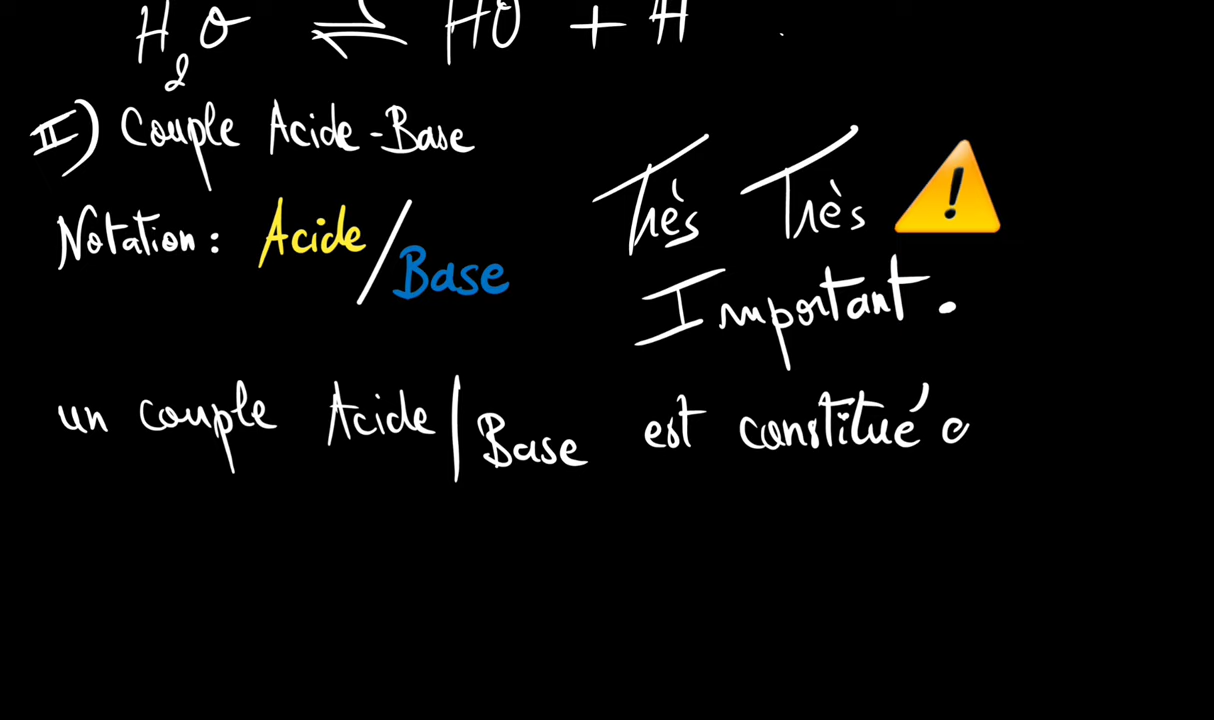 H₂O ⇌ HO + H
II) Couple Acide-Base
Notation : Acide/Base
Très Très
Important.
un couple Acide/Base est constitué